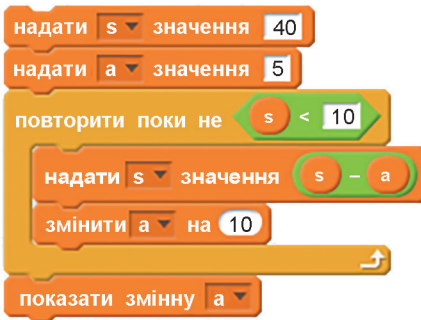 надати s значення 40
надати a значення 5
повторити поки не s < 10
надати s значення s - a
змінити a на 10
показати змінну a